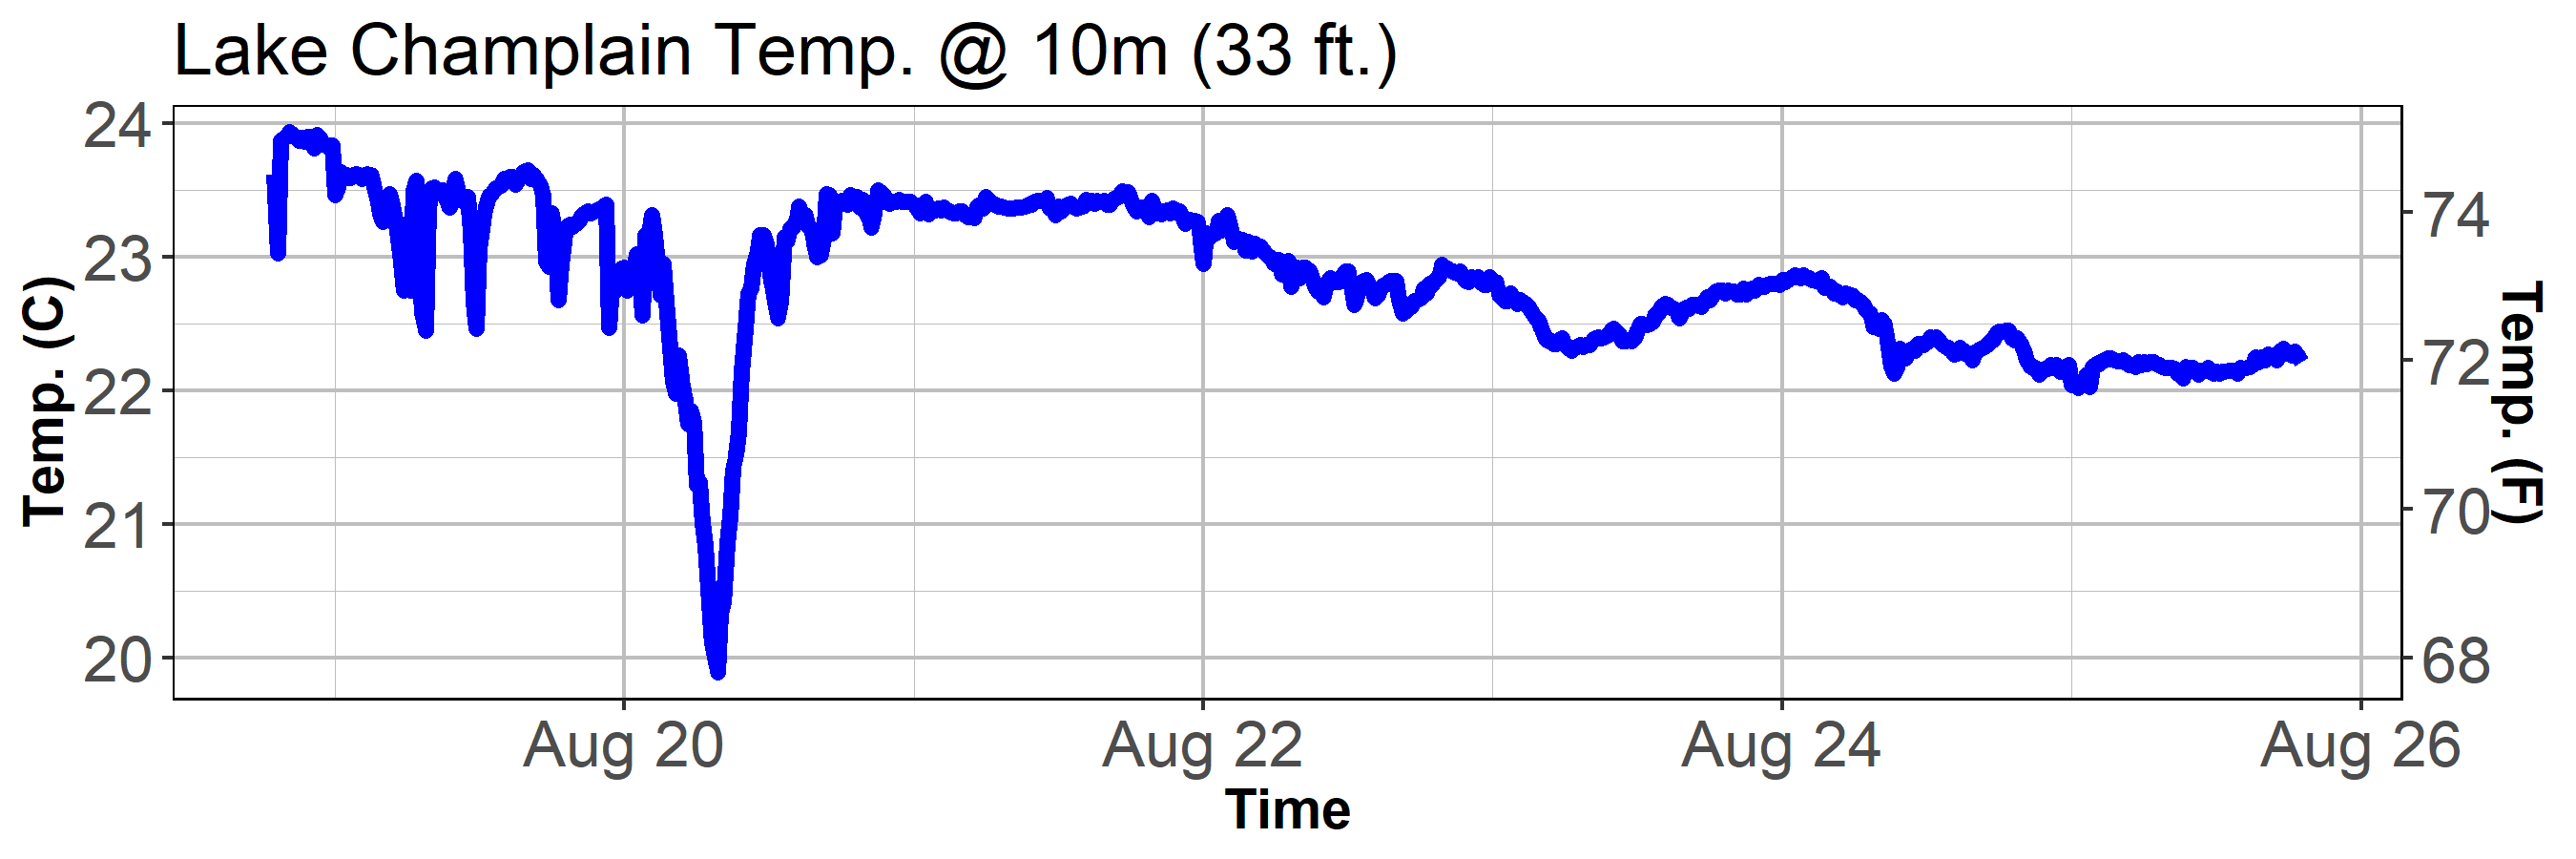 Lake Champlain Temp. @ 10m (33 ft.)
Temp. (C)
24
23
22
21
20
74
72
70
68
Temp. (F)
Aug 20 Aug 22 Aug 24 Aug 26
Time